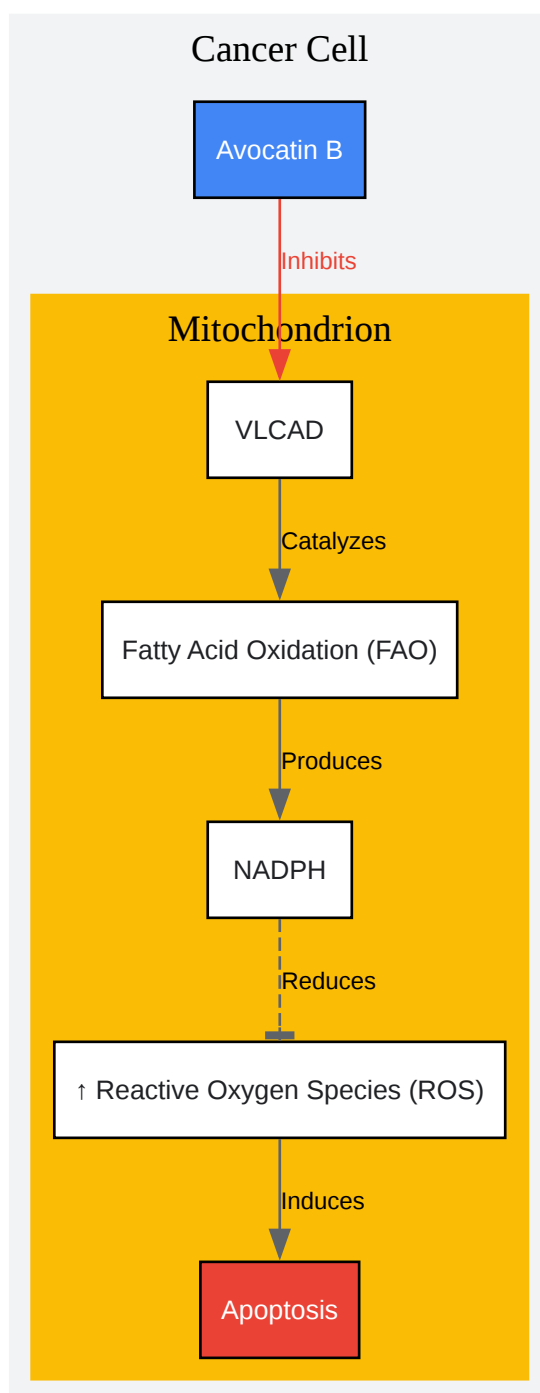 Cancer Cell
Avocatin B
Inhibits
Mitochondrion
VLCAD
Catalyzes
Fatty Acid Oxidation (FAO)
Produces
NADPH
Reduces
↑ Reactive Oxygen Species (ROS)
Induces
Apoptosis